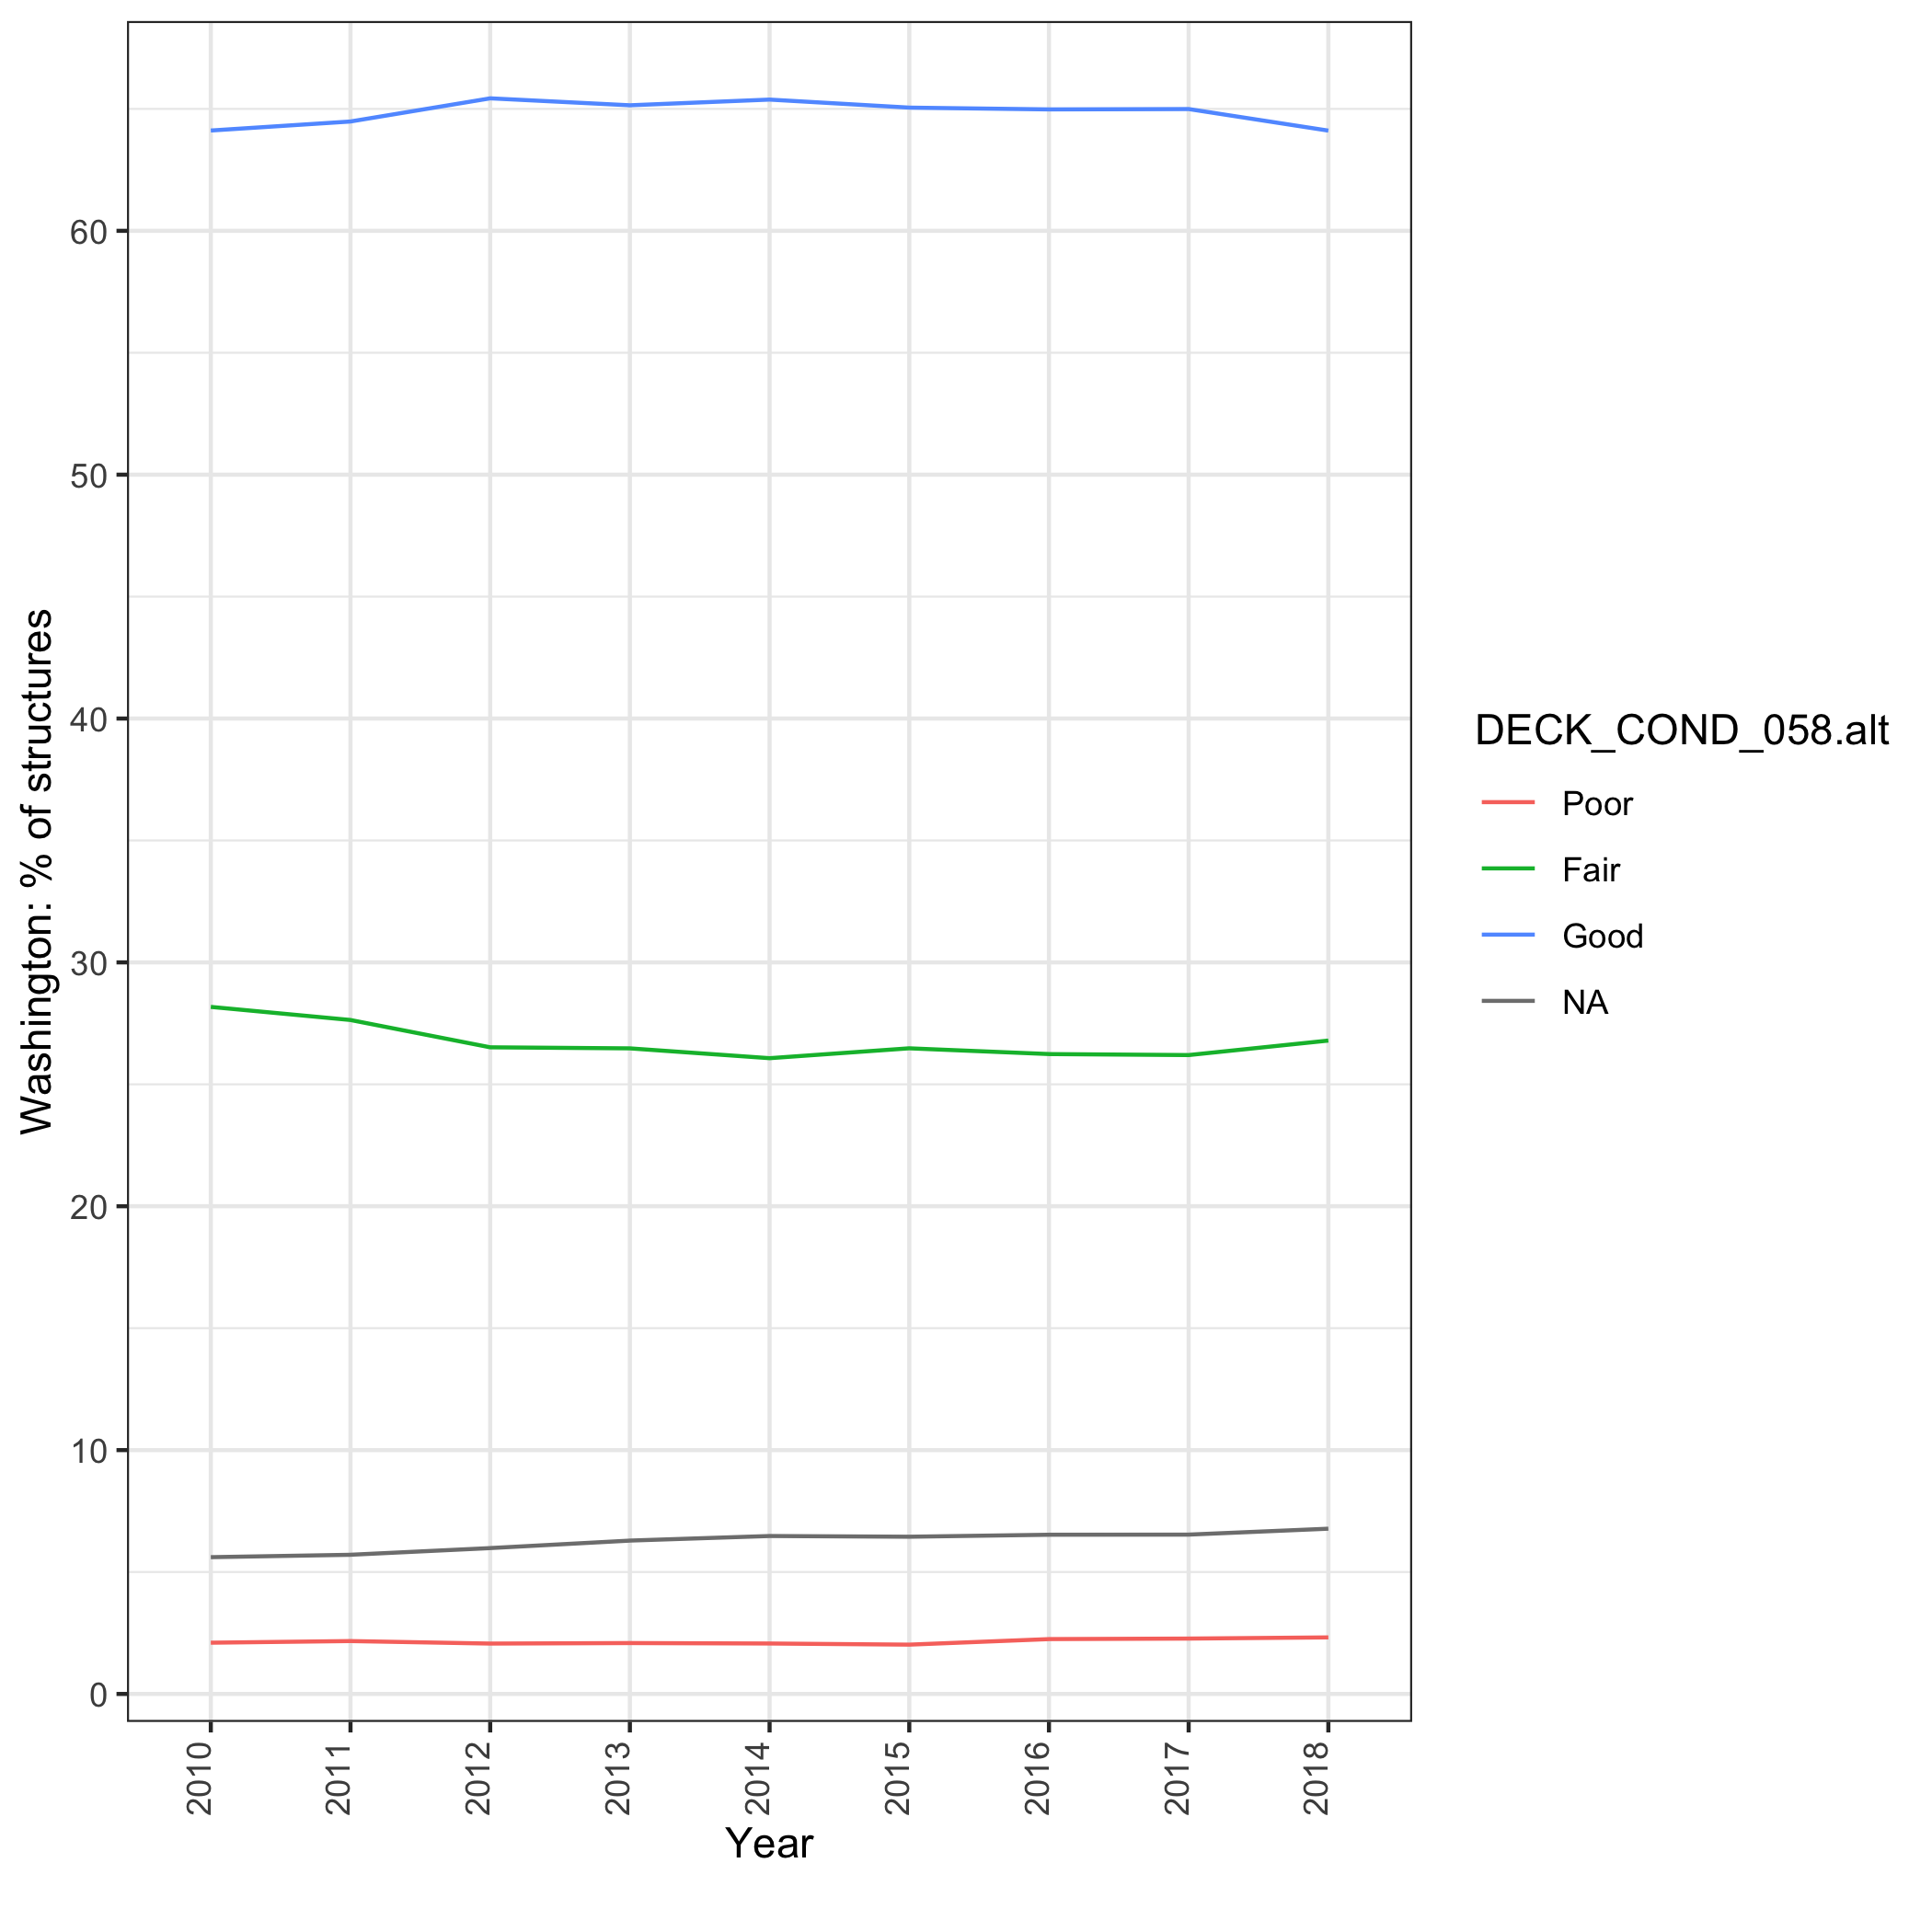 Washington: % of structures
60
50
40
30
20
10
0
2010
2011
2012
2013
2014
2015
2016
2017
2018
Year
DECK_COND_058.alt
Poor
Fair
Good
NA